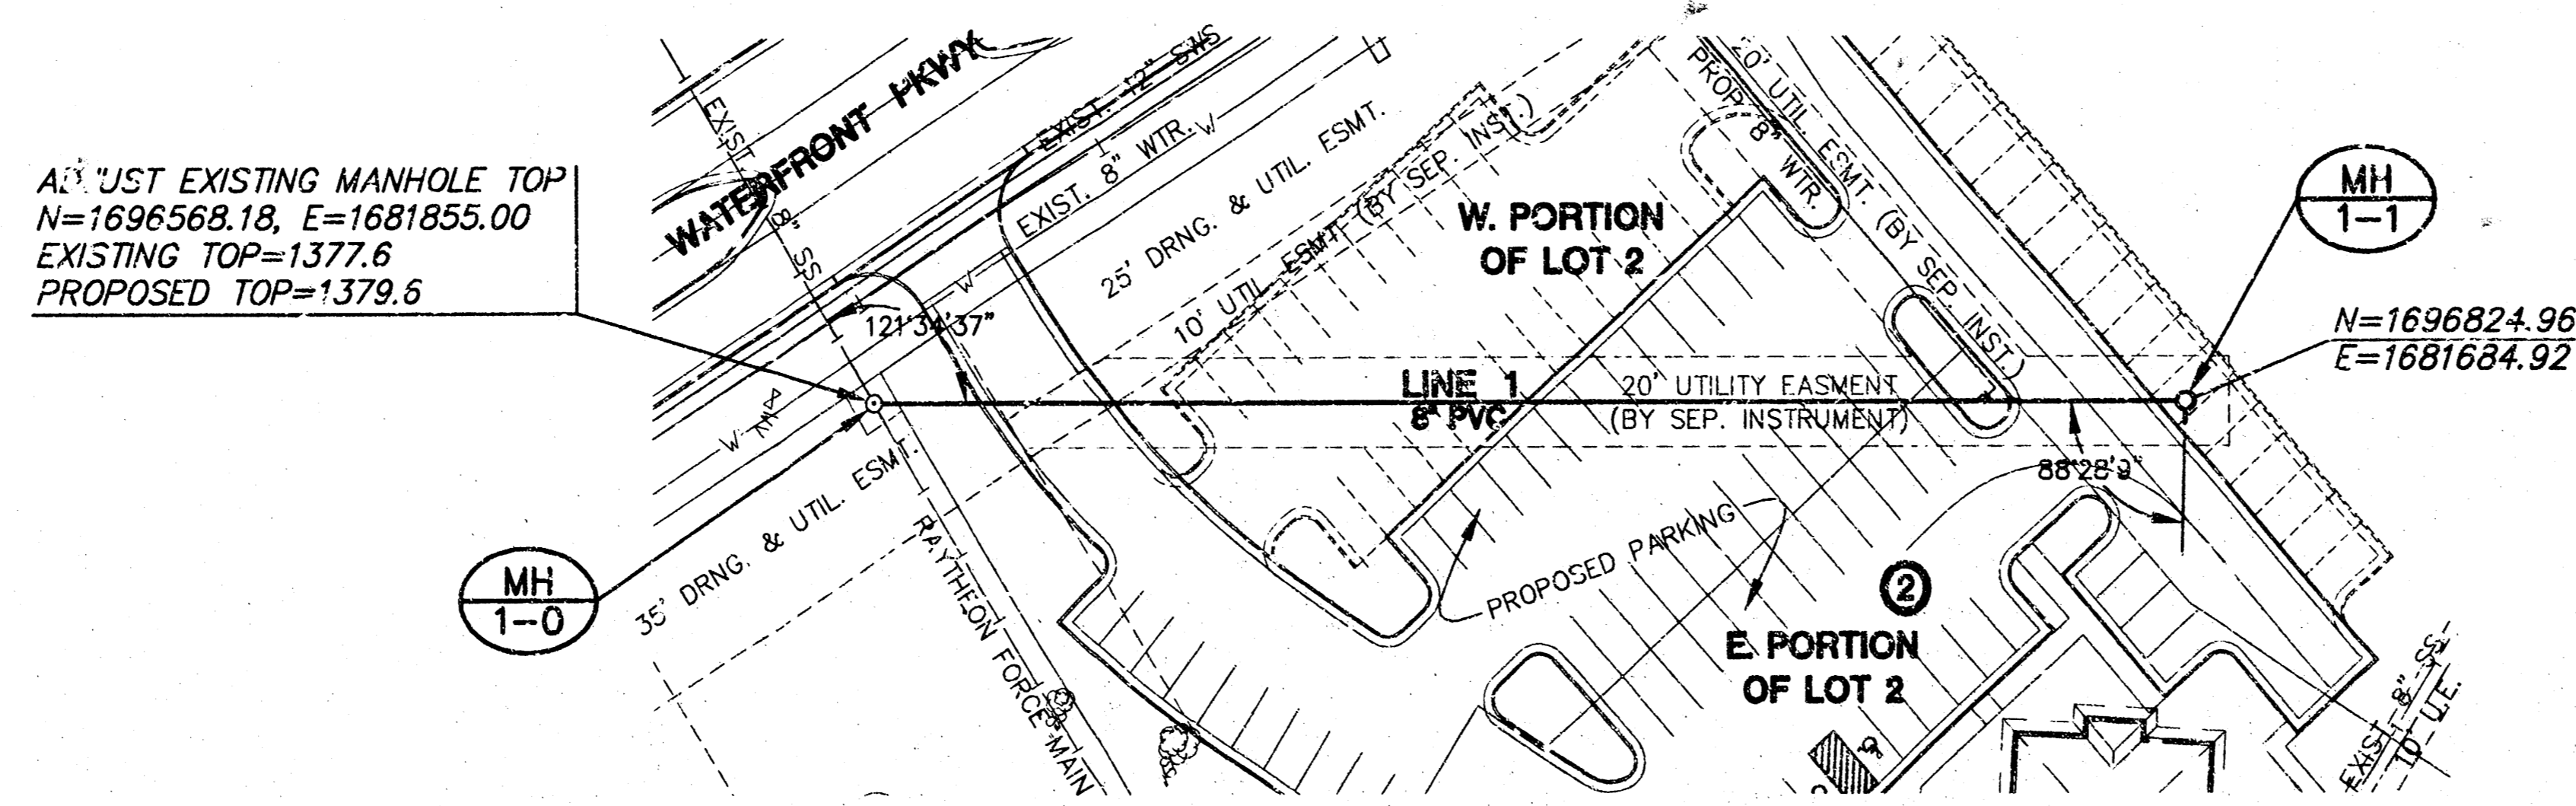 ADJUST EXISTING MANHOLE TOP
N=1696568.18, E=1681855.00
EXISTING TOP=1377.6
PROPOSED TOP=1379.6
MH
1-0
EXIST.
8" SS
WATERFRONT PKWY
EXIST. 12" SWS
EXIST. 8" WTR.
W
W
W
25' DRNG. & UTIL. ESMT.
10' UTIL. ESMT. (BY SEP. INST.)
121°34'37"
35' DRNG. & UTIL. ESMT.
RAYTHEON FORCE MAIN
W. PORTION
OF LOT 2
PROP. 8" WTR.
20' UTIL. ESMT. (BY SEP. INST.)
LINE 1
8" PVC
20' UTILITY EASMENT
(BY SEP. INSTRUMENT)
MH
1-1
N=1696824.96
E=1681684.92
88°28'9"
PROPOSED PARKING
2
E. PORTION
OF LOT 2
EXIST. 8" SS
10' U.E.